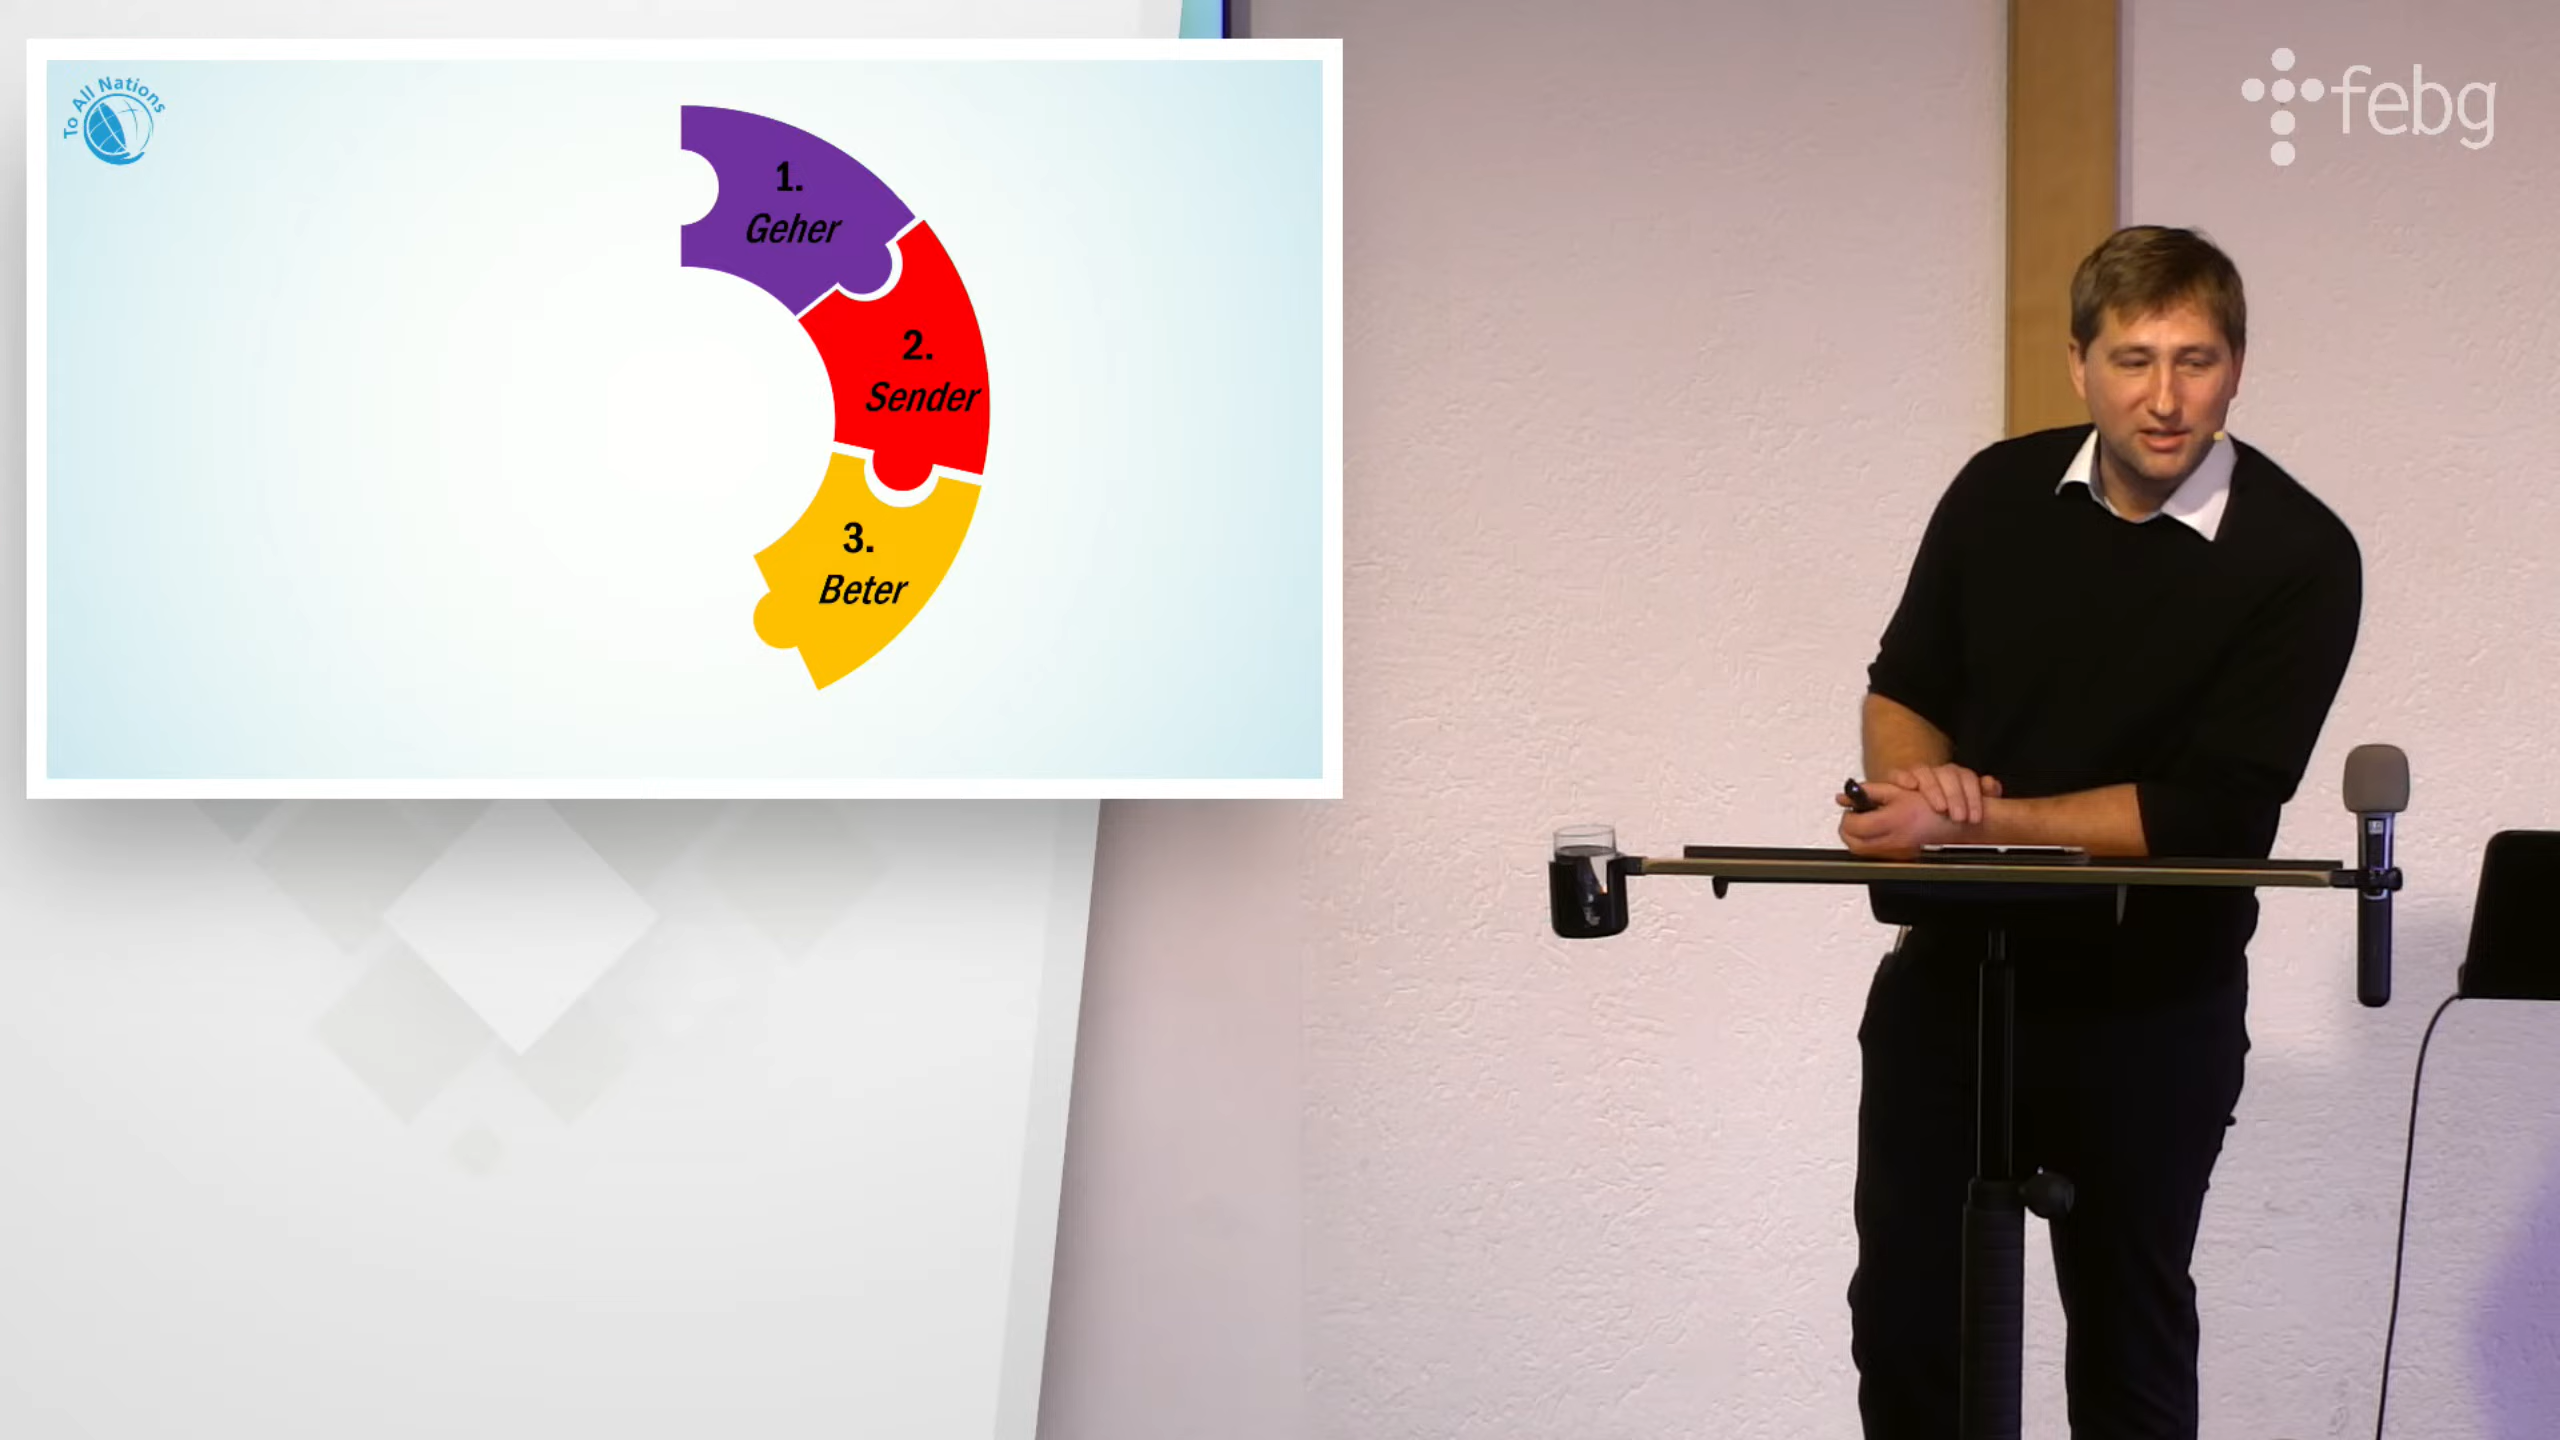 To All Nations
1.
Geher
2.
Sender
3.
Beter
febg